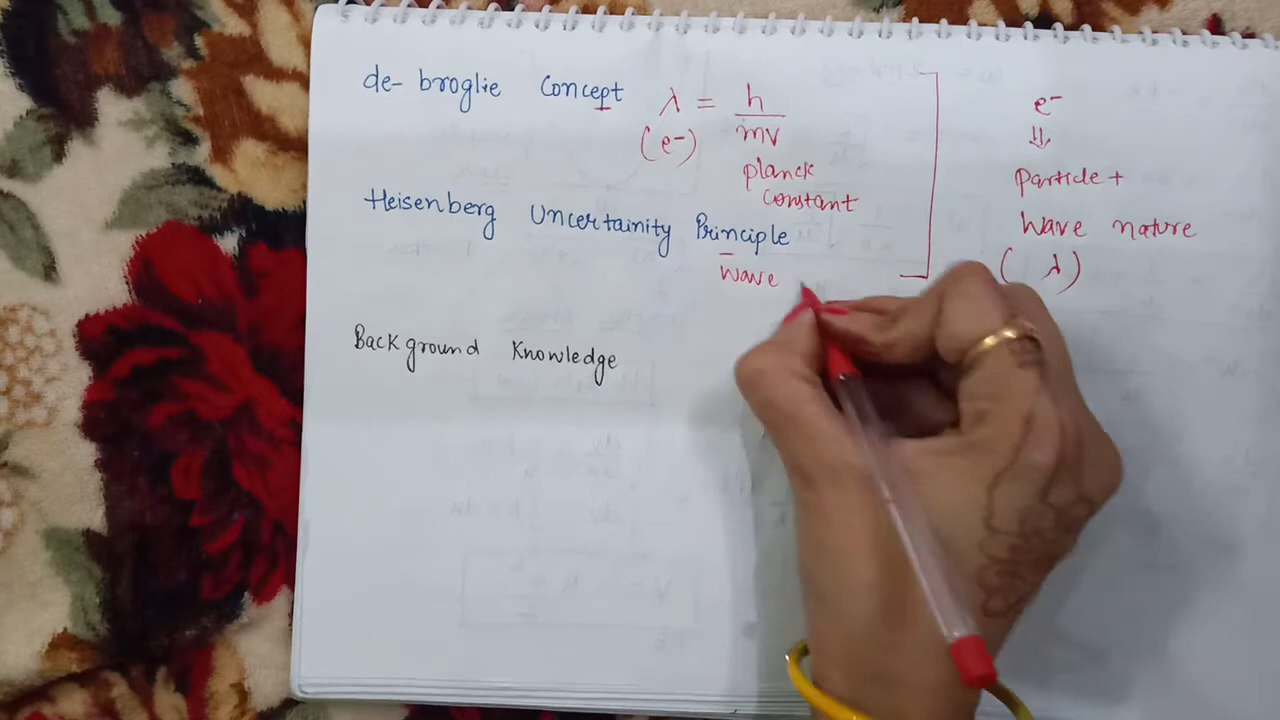 de-broglie Concept λ = h/mv
(e-)
planck
constant
Heisenberg Uncertainity Principle
wave
Background Knowledge
e-
⇓
Particle +
Wave nature
( λ)